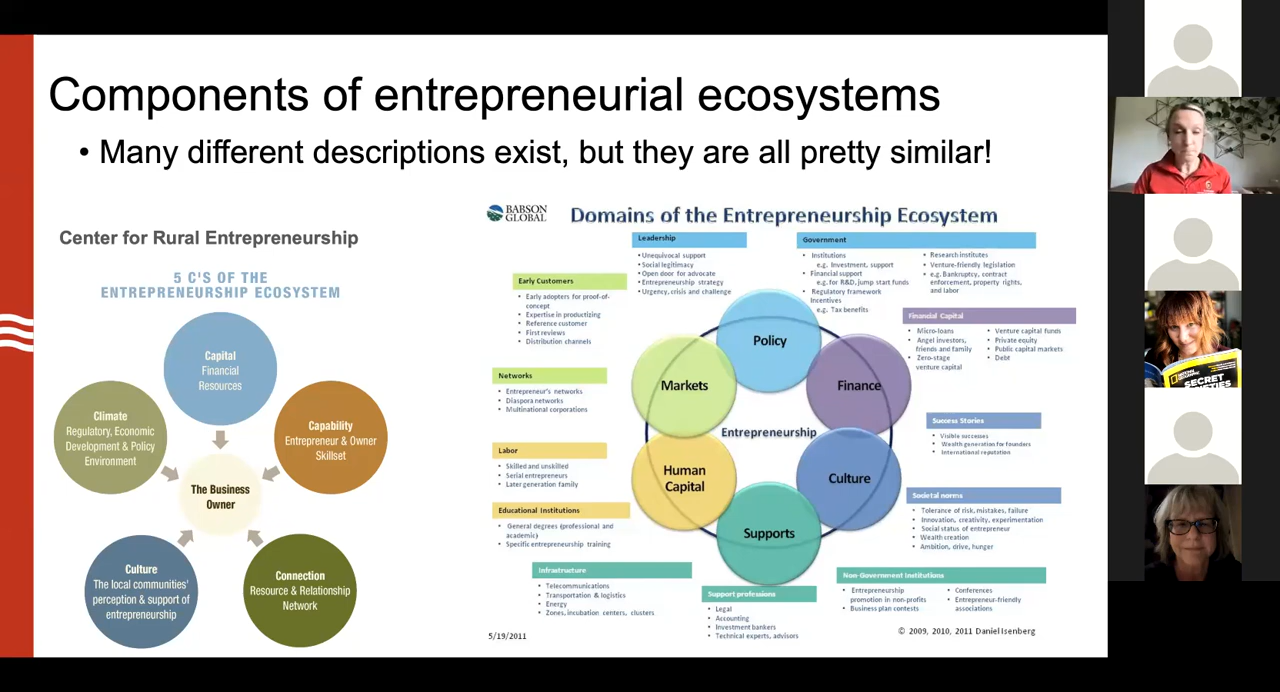 Components of entrepreneurial ecosystems
• Many different descriptions exist, but they are all pretty similar!
Center for Rural Entrepreneurship
5 C'S OF THE
ENTREPRENEURSHIP ECOSYSTEM
Capital
Financial
Resources
Climate
Regulatory, Economic
Development & Policy
Environment
Capability
Entrepreneur & Owner
Skillset
The Business
Owner
Culture
The local communities'
perception & support of
entrepreneurship
Connection
Resource & Relationship
Network
BABSON
GLOBAL
Domains of the Entrepreneurship Ecosystem
Leadership
• Unequivocal support
• Social legitimacy
• Open door for advocate
• Entrepreneurship strategy
• Urgency, crisis and challenge
Government
• Institutions
e.g. Investment, support
• Financial support
e.g. for R&D, jump start funds
• Regulatory framework
Incentives
e.g. Tax benefits
• Research institutes
• Venture-friendly legislation
• e.g. Bankruptcy, contract
enforcement, property rights,
and labor
Early Customers
• Early adopters for proof-of-
concept
• Expertise in productizing
• Reference customer
• First reviews
• Distribution channels
Financial Capital
• Micro-loans
• Angel investors,
friends and family
• Zero-stage
venture capital
• Venture capital funds
• Private equity
• Public capital markets
• Debt
Networks
• Entrepreneur's networks
• Diaspora networks
• Multinational corporations
Policy
Markets
Finance
Entrepreneurship
Human
Capital
Culture
Supports
Success Stories
• Visible successes
• Wealth generation for founders
• International reputation
Labor
• Skilled and unskilled
• Serial entrepreneurs
• Later generation family
Societal norms
• Tolerance of risk, mistakes, failure
• Innovation, creativity, experimentation
• Social status of entrepreneur
• Wealth creation
• Ambition, drive, hunger
Educational Institutions
• General degrees (professional and
academic)
• Specific entrepreneurship training
Infrastructure
• Telecommunications
• Transportation & logistics
• Energy
• Zones, incubation centers, clusters
Support professions
• Legal
• Accounting
• Investment bankers
• Technical experts, advisors
Non-Government Institutions
• Entrepreneurship
promotion in non-profits
• Business plan contests
• Conferences
• Entrepreneur-friendly
associations
5/19/2011
© 2009, 2010, 2011 Daniel Isenberg
SECRET